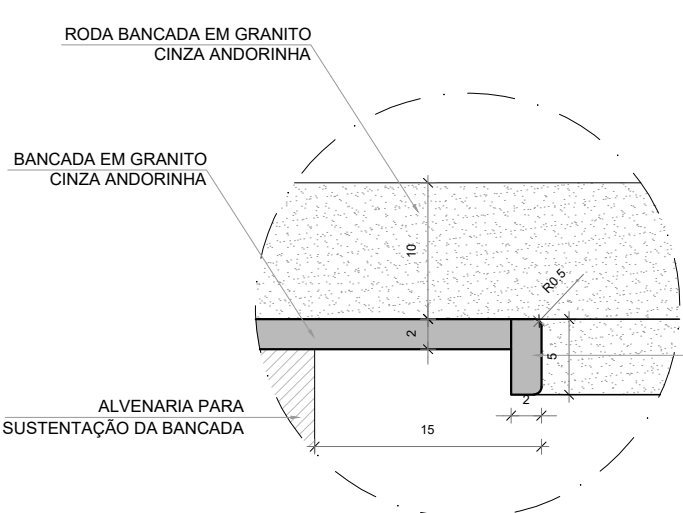 RODA BANCADA EM GRANITO
CINZA ANDORINHA
BANCADA EM GRANITO
CINZA ANDORINHA
10
R0.5
2
5
2
ALVENARIA PARA
SUSTENTAÇÃO DA BANCADA
15